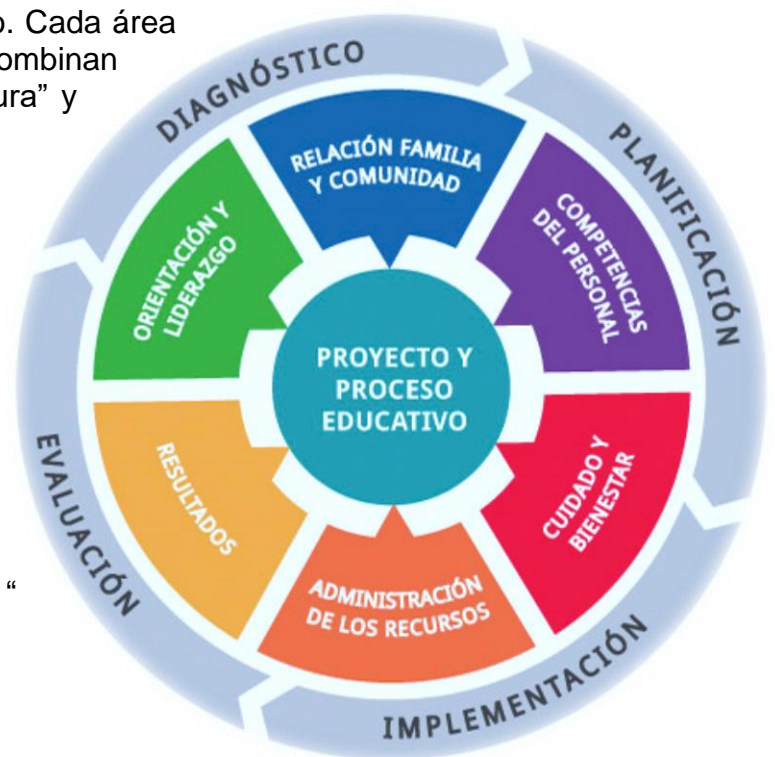 o. Cada área
ombinan
ura” y
DIAGNÓSTICO
PLANIFICACIÓN
RELACIÓN FAMILIA
Y COMUNIDAD
COMPETENCIAS
DEL PERSONAL
ORIENTACIÓN Y
LIDERAZGO
PROYECTO Y
PROCESO
EDUCATIVO
RESULTADOS
CUIDADO Y
BIENESTAR
ADMINISTRACIÓN
DE LOS RECURSOS
EVALUACIÓN
“
IMPLEMENTACIÓN